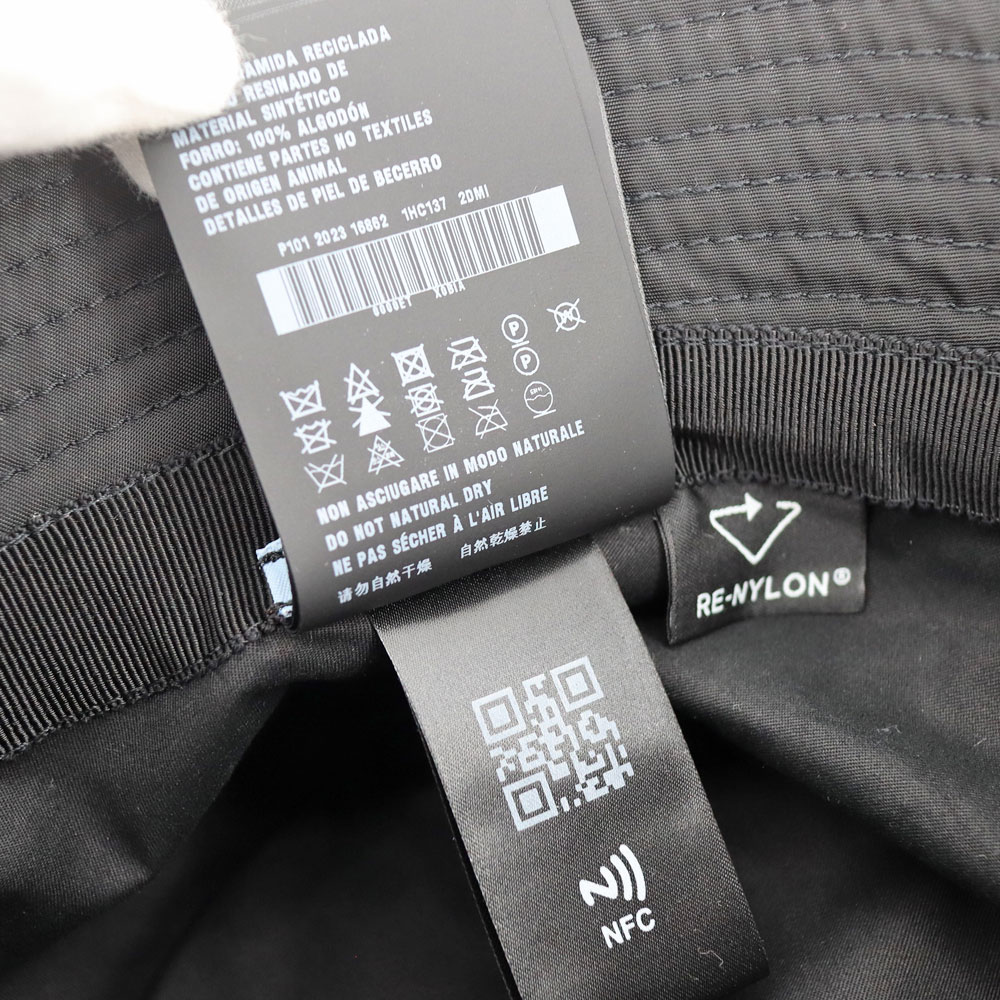 AMIDA RECICLADA
RESINADO DE
MATERIAL SINTÉTICO
FORRO: 100% ALGODÓN
CONTIENE PARTES NO TEXTILES
DE ORIGEN ANIMAL
DETALLES DE PIEL DE BECERRO
P101 2023 16862 1HC137 2DMI
P
P
NON ASCIUGARE IN MODO NATURALE
DO NOT NATURAL DRY
NE PAS SÉCHER À L'AIR LIBRE
请勿自然干燥 自然乾燥禁止
RE-NYLON®
NFC